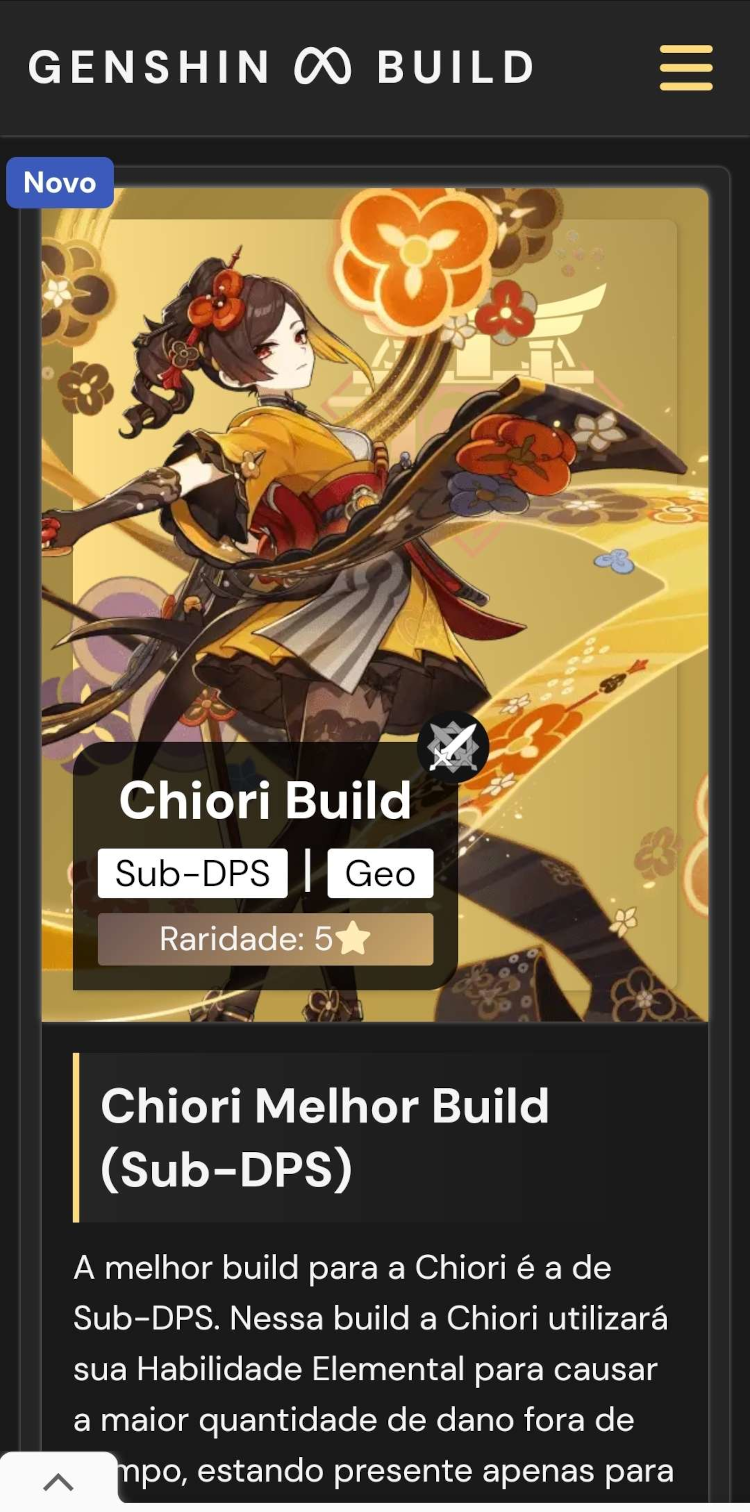 GENSHIN BUILD
Novo
Chiori Build
Sub-DPS | Geo
Raridade: 5
Chiori Melhor Build
(Sub-DPS)
A melhor build para a Chiori é a de
Sub-DPS. Nessa build a Chiori utilizará
sua Habilidade Elemental para causar
a maior quantidade de dano fora de
mpo, estando presente apenas para